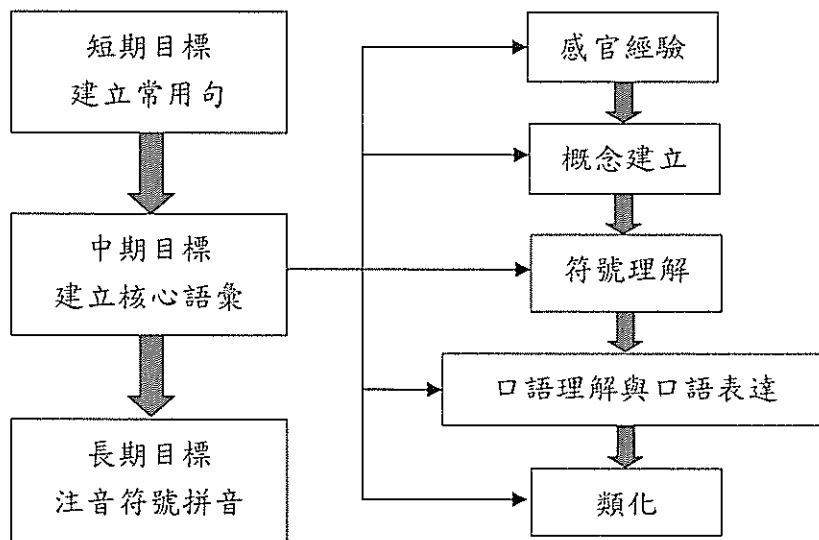 短期目標
建立常用句
中期目標
建立核心語彙
長期目標
注音符號拼音
感官經驗
概念建立
符號理解
口語理解與口語表達
類化